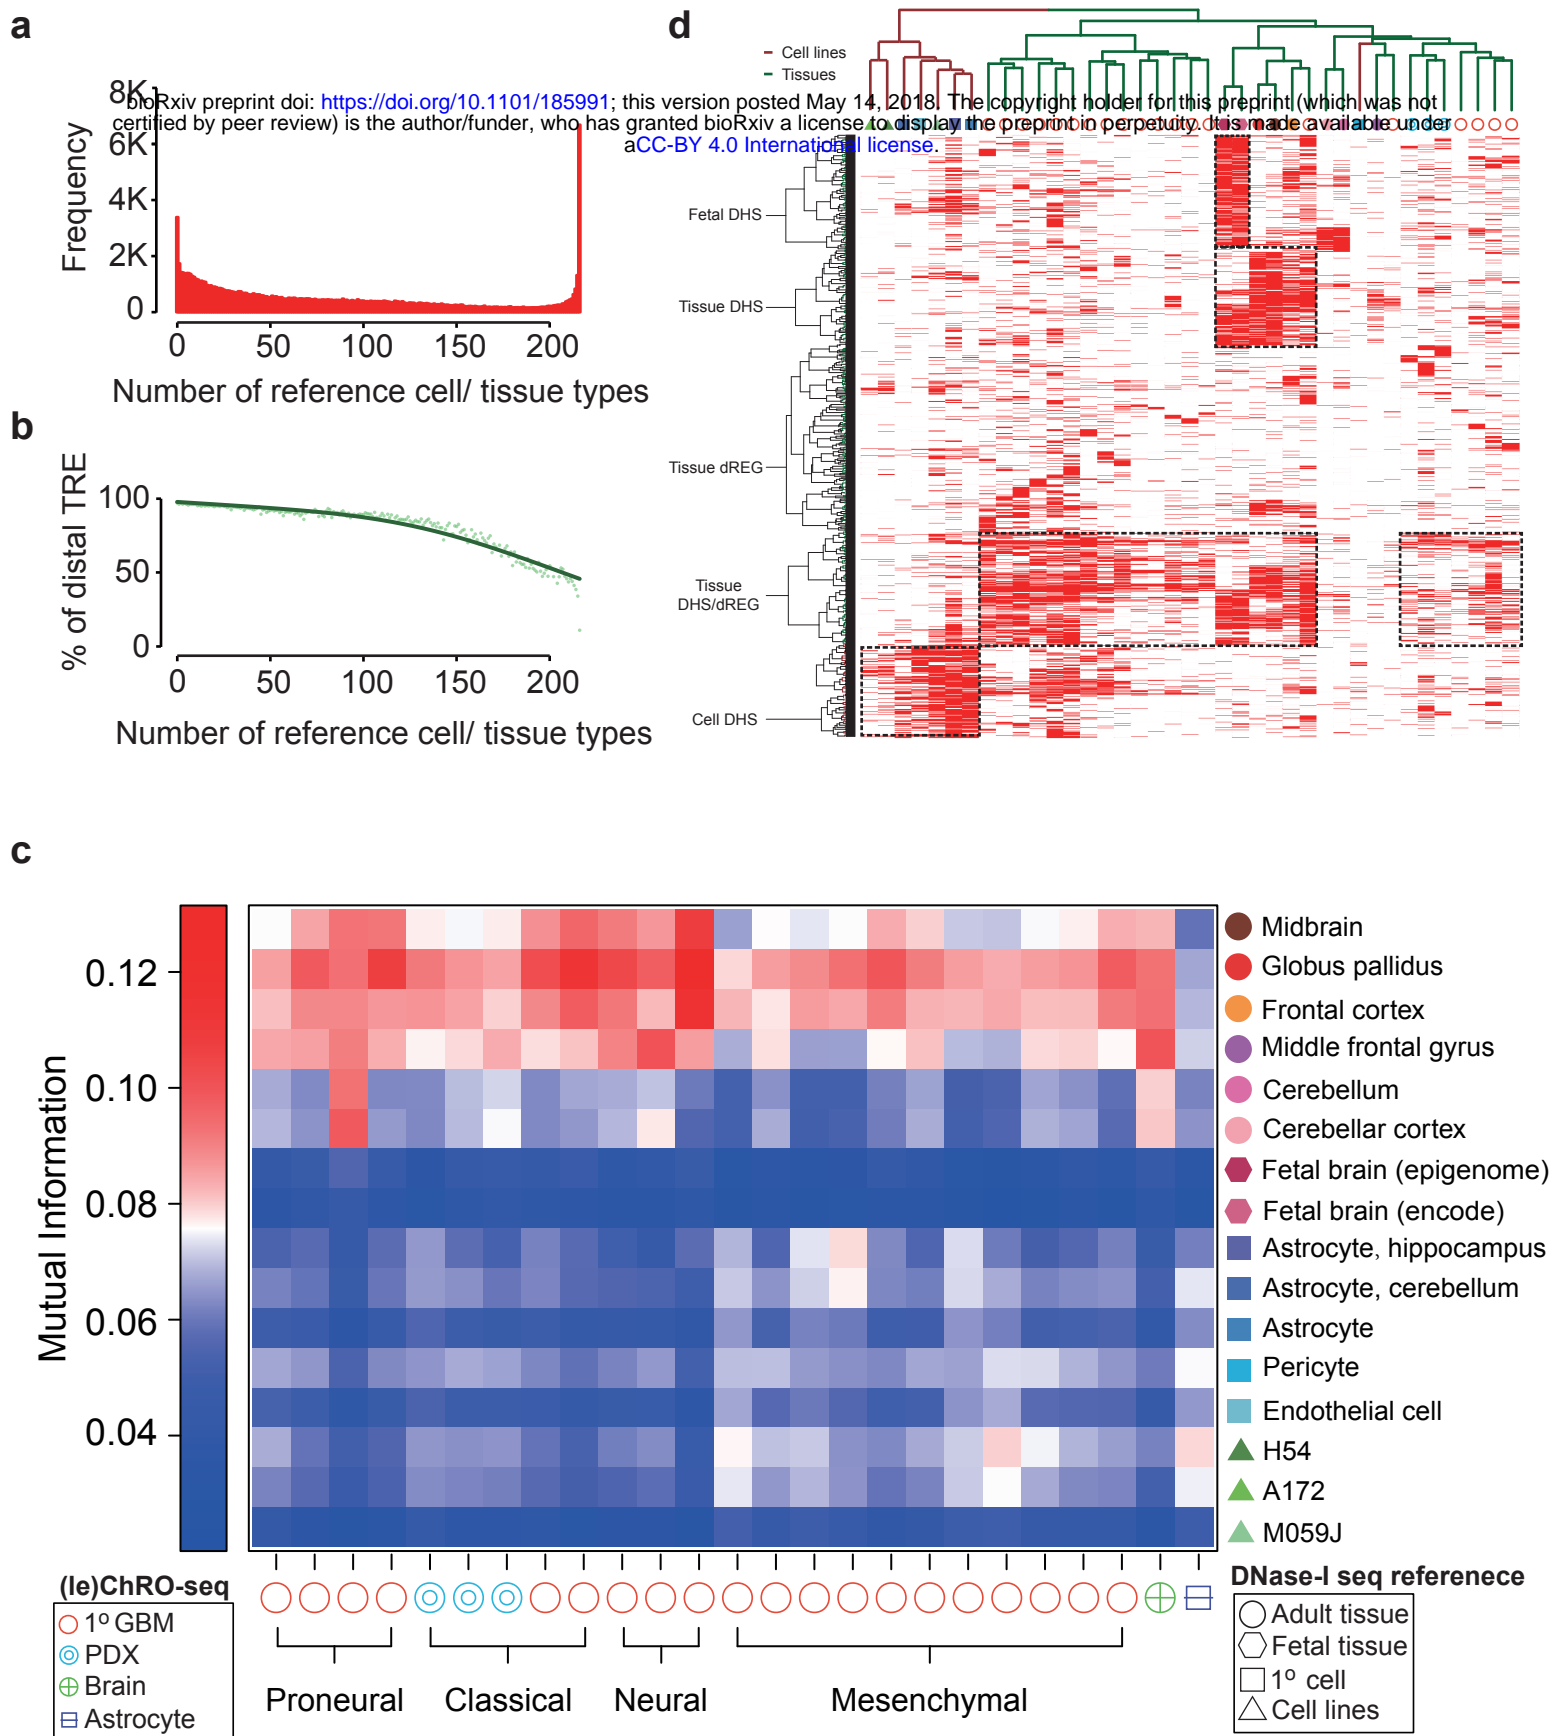 a
8K
6K
4K
2K
0
Frequency
0 50 100 150 200
Number of reference cell/ tissue types
b
100
50
0
% of distal TRE
0 50 100 150 200
Number of reference cell/ tissue types
d
Cell lines
Tissues
bioRxiv preprint doi: https://doi.org/10.1101/185991; this version posted May 14, 2018. The copyright holder for this preprint (which was not
certified by peer review) is the author/funder, who has granted bioRxiv a license to display the preprint in perpetuity. It is made available under
aCC-BY 4.0 International license.
Fetal DHS
Tissue DHS
Tissue dREG
Tissue
DHS/dREG
Cell DHS
c
Mutual Information
0.12
0.10
0.08
0.06
0.04
Midbrain
Globus pallidus
Frontal cortex
Middle frontal gyrus
Cerebellum
Cerebellar cortex
Fetal brain (epigenome)
Fetal brain (encode)
Astrocyte, hippocampus
Astrocyte, cerebellum
Astrocyte
Pericyte
Endothelial cell
H54
A172
M059J
(le)ChRO-seq
1º GBM
PDX
Brain
Astrocyte
Proneural Classical Neural Mesenchymal
DNase-I seq referenece
Adult tissue
Fetal tissue
1º cell
Cell lines